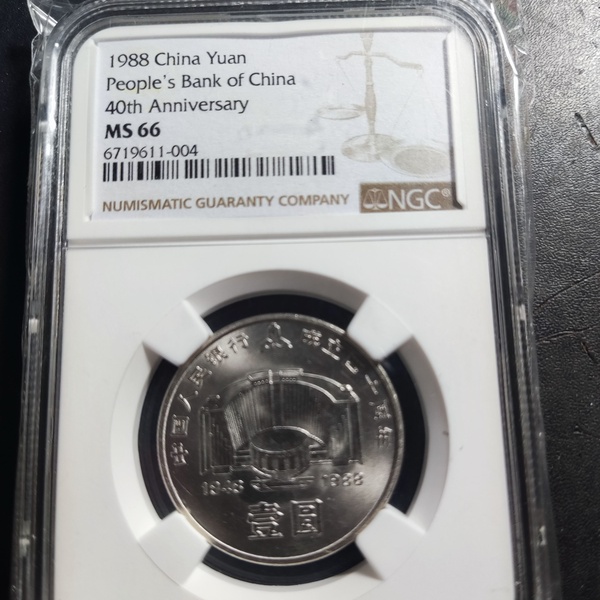 1988 China Yuan
People's Bank of China
40th Anniversary
MS 66
6719611-004
NUMISMATIC GUARANTY COMPANY
NGC®
中国人民银行 成立四十周年
1948 1988
壹圆